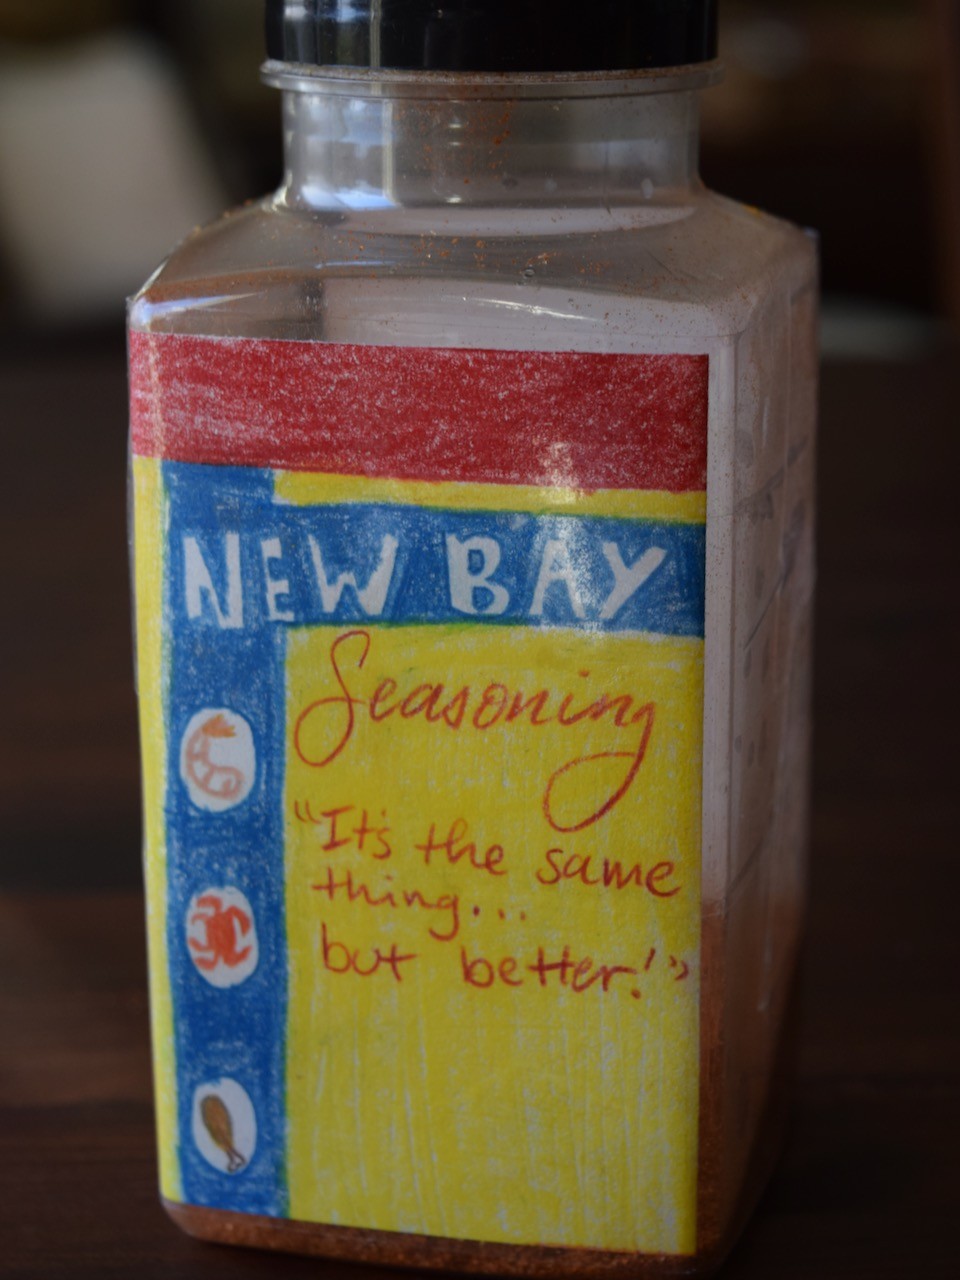 NEW BAY
Seasoning
"It's the same
thing...
but better!"